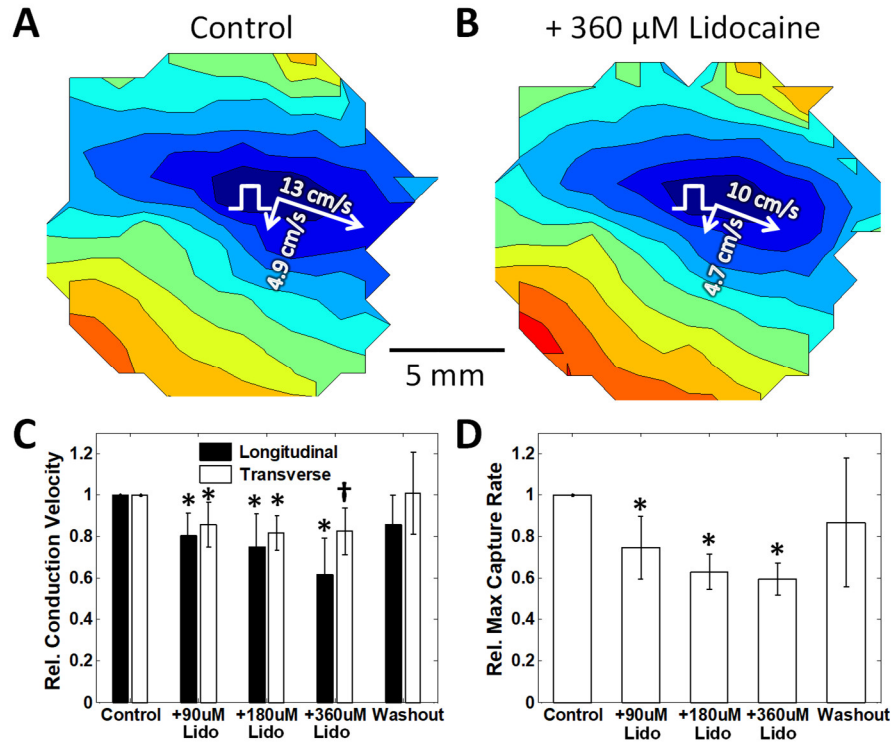 A
Control
B
+ 360 µM Lidocaine
13 cm/s
4.9 cm/s
10 cm/s
4.7 cm/s
5 mm
C
Rel. Conduction Velocity
1.2
1
0.8
0.6
0.4
0.2
0
Longitudinal
Transverse
* *
* *
* †
Control
+90uM Lido
+180uM Lido
+360uM Lido
Washout
D
Rel. Max Capture Rate
1.2
1
0.8
0.6
0.4
0.2
0
*
*
*
Control
+90uM Lido
+180uM Lido
+360uM Lido
Washout